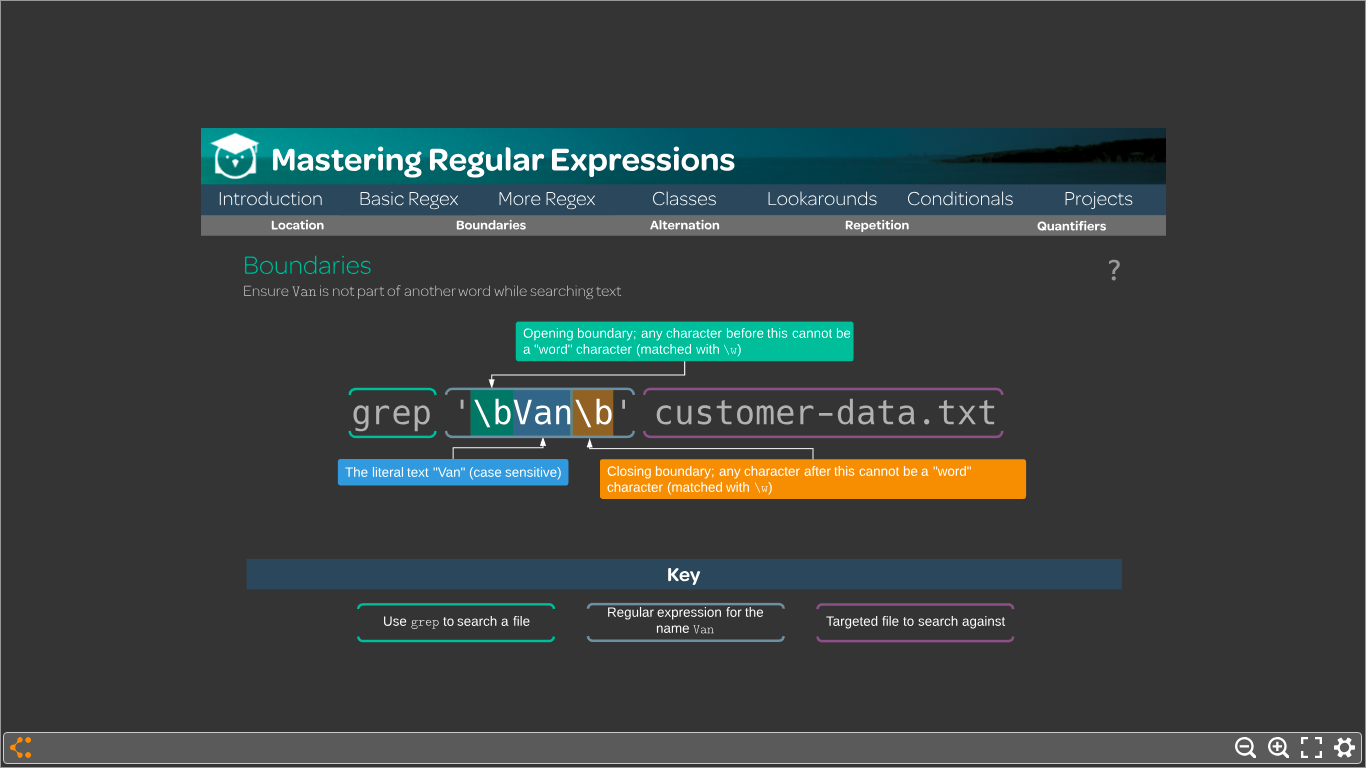 Mastering Regular Expressions
Introduction Basic Regex More Regex Classes Lookarounds Conditionals Projects
Location Boundaries Alternation Repetition Quantifiers
Boundaries
?
Ensure Van is not part of another word while searching text
Opening boundary; any character before this cannot be
a "word" character (matched with \w)
grep '\bVan\b' customer-data.txt
The literal text "Van" (case sensitive)
Closing boundary; any character after this cannot be a "word"
character (matched with \w)
Key
Use grep to search a file
Regular expression for the
name Van
Targeted file to search against